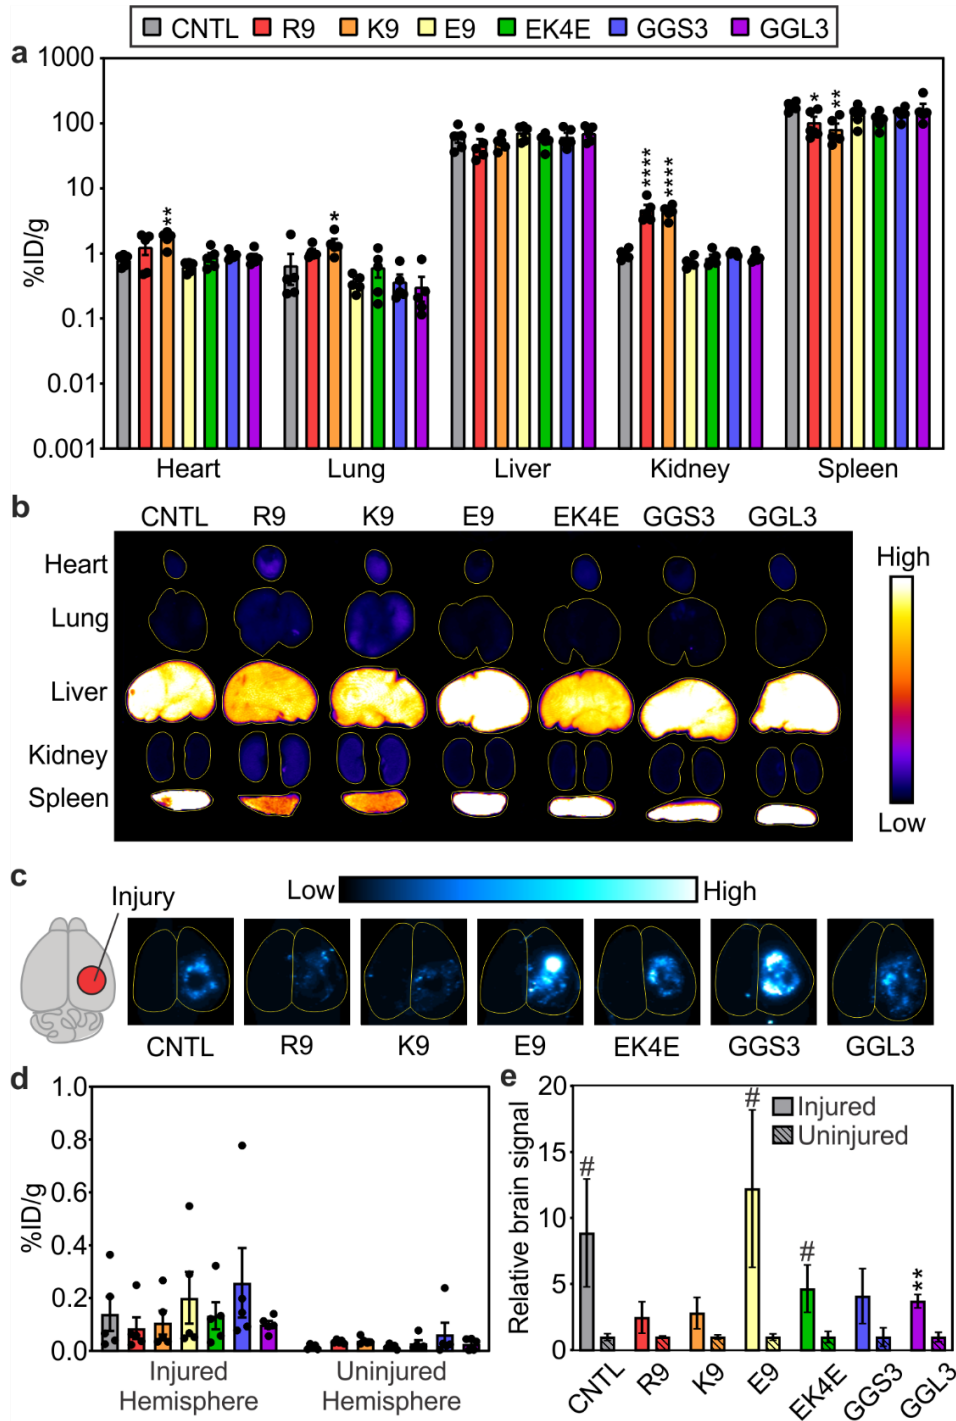 CNTL R9 K9 E9 EK4E GGS3 GGL3
a
1000
100
10
1
0.1
0.01
0.001
%ID/g
**
*
****
****
*
**
Heart Lung Liver Kidney Spleen
b
CNTL R9 K9 E9 EK4E GGS3 GGL3
Heart
Lung
Liver
Kidney
Spleen
High
Low
c
Injury
Low High
CNTL R9 K9 E9 EK4E GGS3 GGL3
d
1.0
0.8
0.6
0.4
0.2
0.0
%ID/g
Injured
Hemisphere
Uninjured
Hemisphere
e
20
15
10
5
0
Relative brain signal
Injured
Uninjured
#
#
#
**
CNTL R9 K9 E9 EK4E GGS3 GGL3